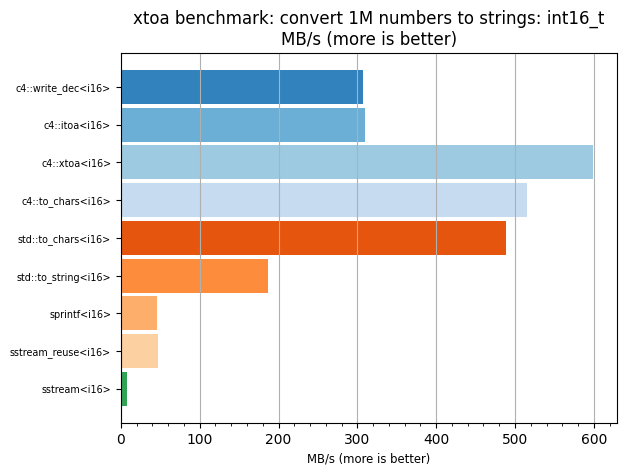 xtoa benchmark: convert 1M numbers to strings: int16_t
MB/s (more is better)
c4::write_dec<i16>
c4::itoa<i16>
c4::xtoa<i16>
c4::to_chars<i16>
std::to_chars<i16>
std::to_string<i16>
sprintf<i16>
sstream_reuse<i16>
sstream<i16>
0 100 200 300 400 500 600
MB/s (more is better)